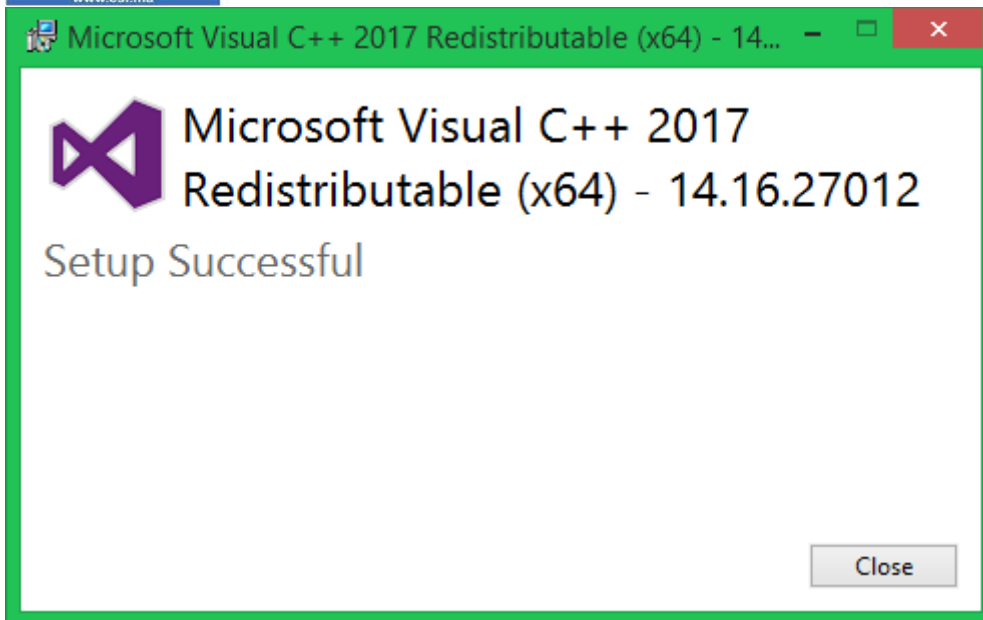 Microsoft Visual C++ 2017 Redistributable (x64) - 14...
Microsoft Visual C++ 2017
Redistributable (x64) - 14.16.27012
Setup Successful
Close